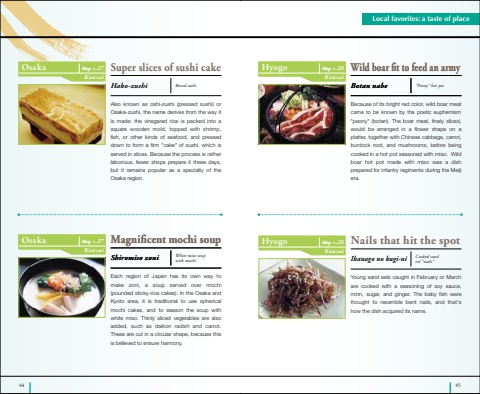 Local favorites: a taste of place
Osaka
Map no.27
Kansai
Super slices of sushi cake
Hako-zushi
Boxed sushi
Also known as oshi-zushi (pressed sushi) or
Osaka-zushi, the name derives from the way it
is made: the vinegared rice is packed into a
square wooden mold, topped with shrimp,
fish, or other kinds of seafood, and pressed
down to form a firm "cake" of sushi, which is
served in slices. Because the process is rather
laborious, fewer shops prepare it these days,
but it remains popular as a specialty of the
Osaka region.
Osaka
Map no.27
Kansai
Magnificent mochi soup
Shiromiso zoni
White-miso soup
with mochi
Each region of Japan has its own way to
make zoni, a soup served over mochi
(pounded sticky-rice cakes). In the Osaka and
Kyoto area, it is traditional to use spherical
mochi cakes, and to season the soup with
white miso. Thinly sliced vegetables are also
added, such as daikon radish and carrot.
These are cut in a circular shape, because this
is believed to ensure harmony.
Hyogo
Map no.28
Kansai
Wild boar fit to feed an army
Botan nabe
"Peony" hot pot
Because of its bright red color, wild boar meat
came to be known by the poetic euphemism
"peony" (botan). The boar meat, finely sliced,
would be arranged in a flower shape on a
platter, together with Chinese cabbage, carrot,
burdock root, and mushrooms, before being
cooked in a hot pot seasoned with miso. Wild
boar hot pot made with miso was a dish
prepared for infantry regiments during the Meiji
era.
Hyogo
Map no.28
Kansai
Nails that hit the spot
Ikanago no kugi-ni
Cooked sand
eel "nails"
Young sand eels caught in February or March
are cooked with a seasoning of soy sauce,
mirin, sugar, and ginger. The baby fish were
thought to resemble bent nails, and that's
how the dish acquired its name.
44
45